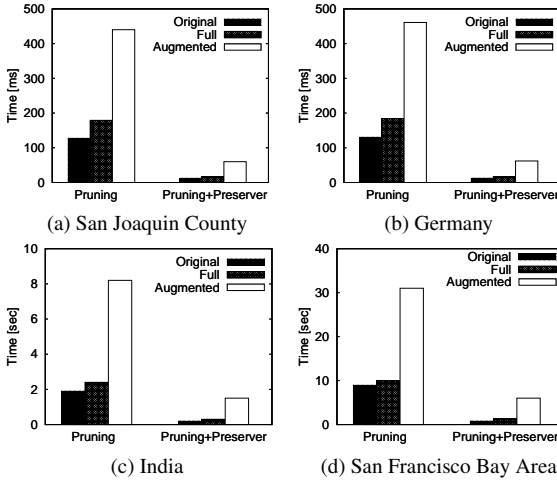 500
400
300
200
100
0
Time [ms]
Original
Full
Augmented
Pruning
Pruning+Preserver
(a) San Joaquin County
500
400
300
200
100
0
Time [ms]
Original
Full
Augmented
Pruning
Pruning+Preserver
(b) Germany
10
8
6
4
2
0
Time [sec]
Original
Full
Augmented
Pruning
Pruning+Preserver
(c) India
40
30
20
10
0
Time [sec]
Original
Full
Augmented
Pruning
Pruning+Preserver
(d) San Francisco Bay Area